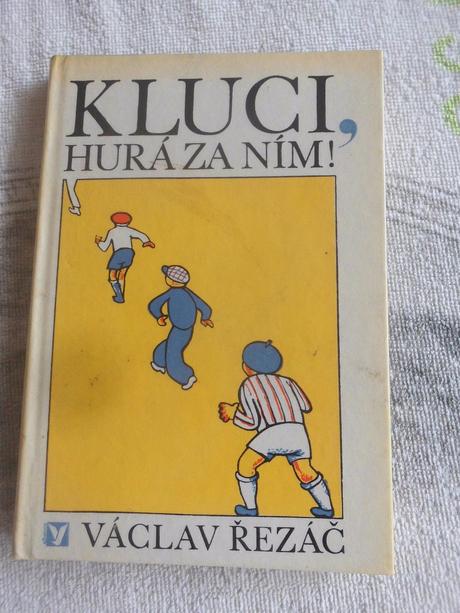 KLUCI,
HURÁ ZA NÍM!
V VÁCLAV ŘEZÁČ